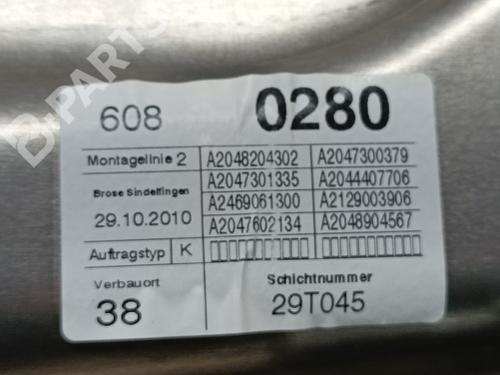 B-PARTS
608 0280
Montagelinie 2 A2048204302 A2047300379
A2047301335 A2044407706
Brose Sindelfingen A2469061300 A2129003906
29.10.2010 A2047602134 A2048904567
Auftragstyp K
Verbauort Schichtnummer
38 29T045